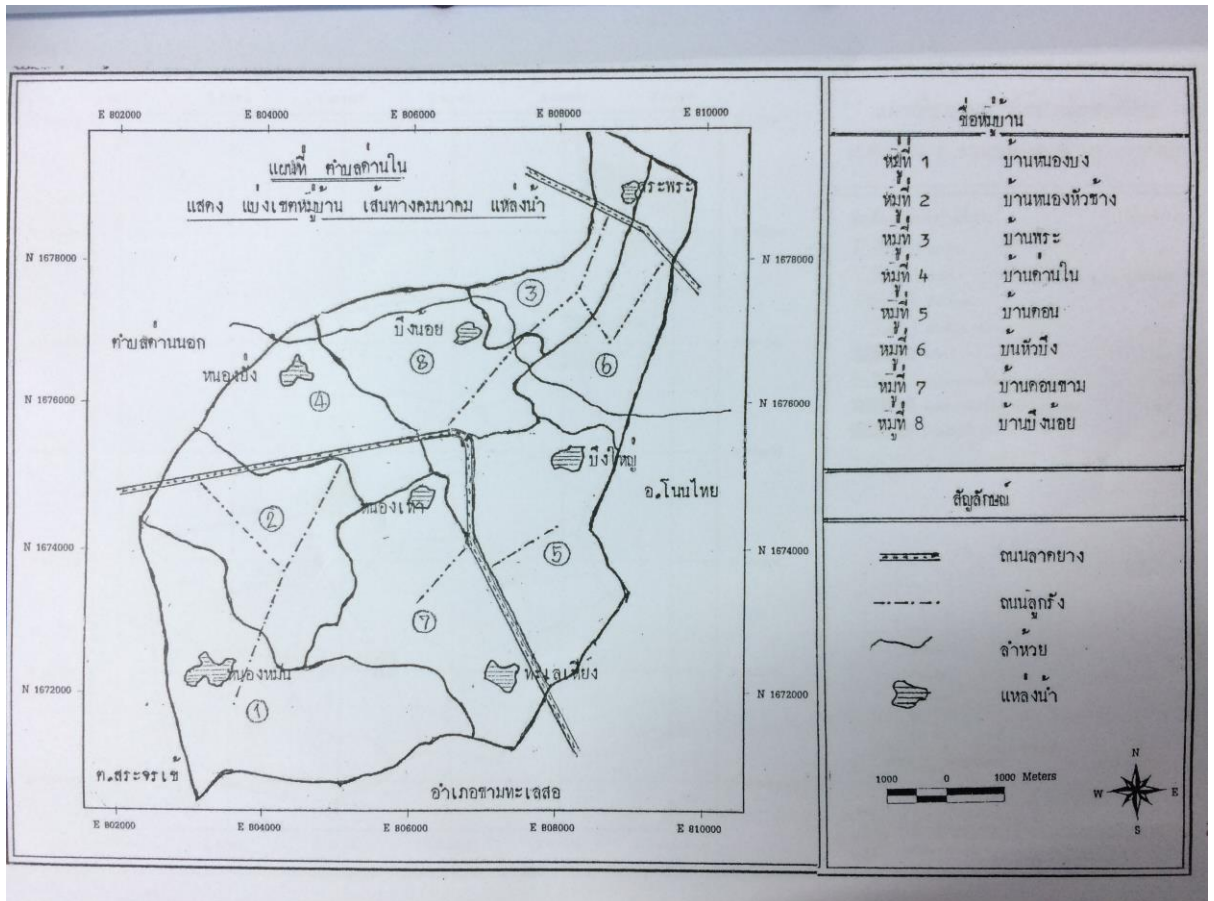 E 802000 E 804000 E 806000 E 808000 E 810000
แผนที่ ตำบลด่านใน
แสดง แบ่งเขตหมู่บ้าน เส้นทางคมนาคม แหล่งน้ำ
สระพระ
N 1678000 N 1678000
3
บึงน้อย
ตำบลด่านนอก
8
6
4
N 1676000 N 1676000
บึงใหญ่
อ.โนนไทย
2
N 1674000 N 1674000
5
7
N 1672000 N 1672000
1
ต.สระจรเข้
อำเภอขามทะเลสอ
E 802000 E 804000 E 806000 E 808000 E 810000
ชื่อหมู่บ้าน
หมู่ที่ 1 บ้านหนองบง
หมู่ที่ 2 บ้านหนองหัวช้าง
หมู่ที่ 3 บ้านพระ
หมู่ที่ 4 บ้านด่านใน
หมู่ที่ 5 บ้านดอน
หมู่ที่ 6 บ้นหัวบึง
หมู่ที่ 7 บ้านดอนขาม
หมู่ที่ 8 บ้านบึงน้อย
สัญลักษณ์
ถนนลาดยาง
ถนนลูกรัง
ลำห้วย
แหล่งน้ำ
1000 0 1000 Meters
N
W E
S